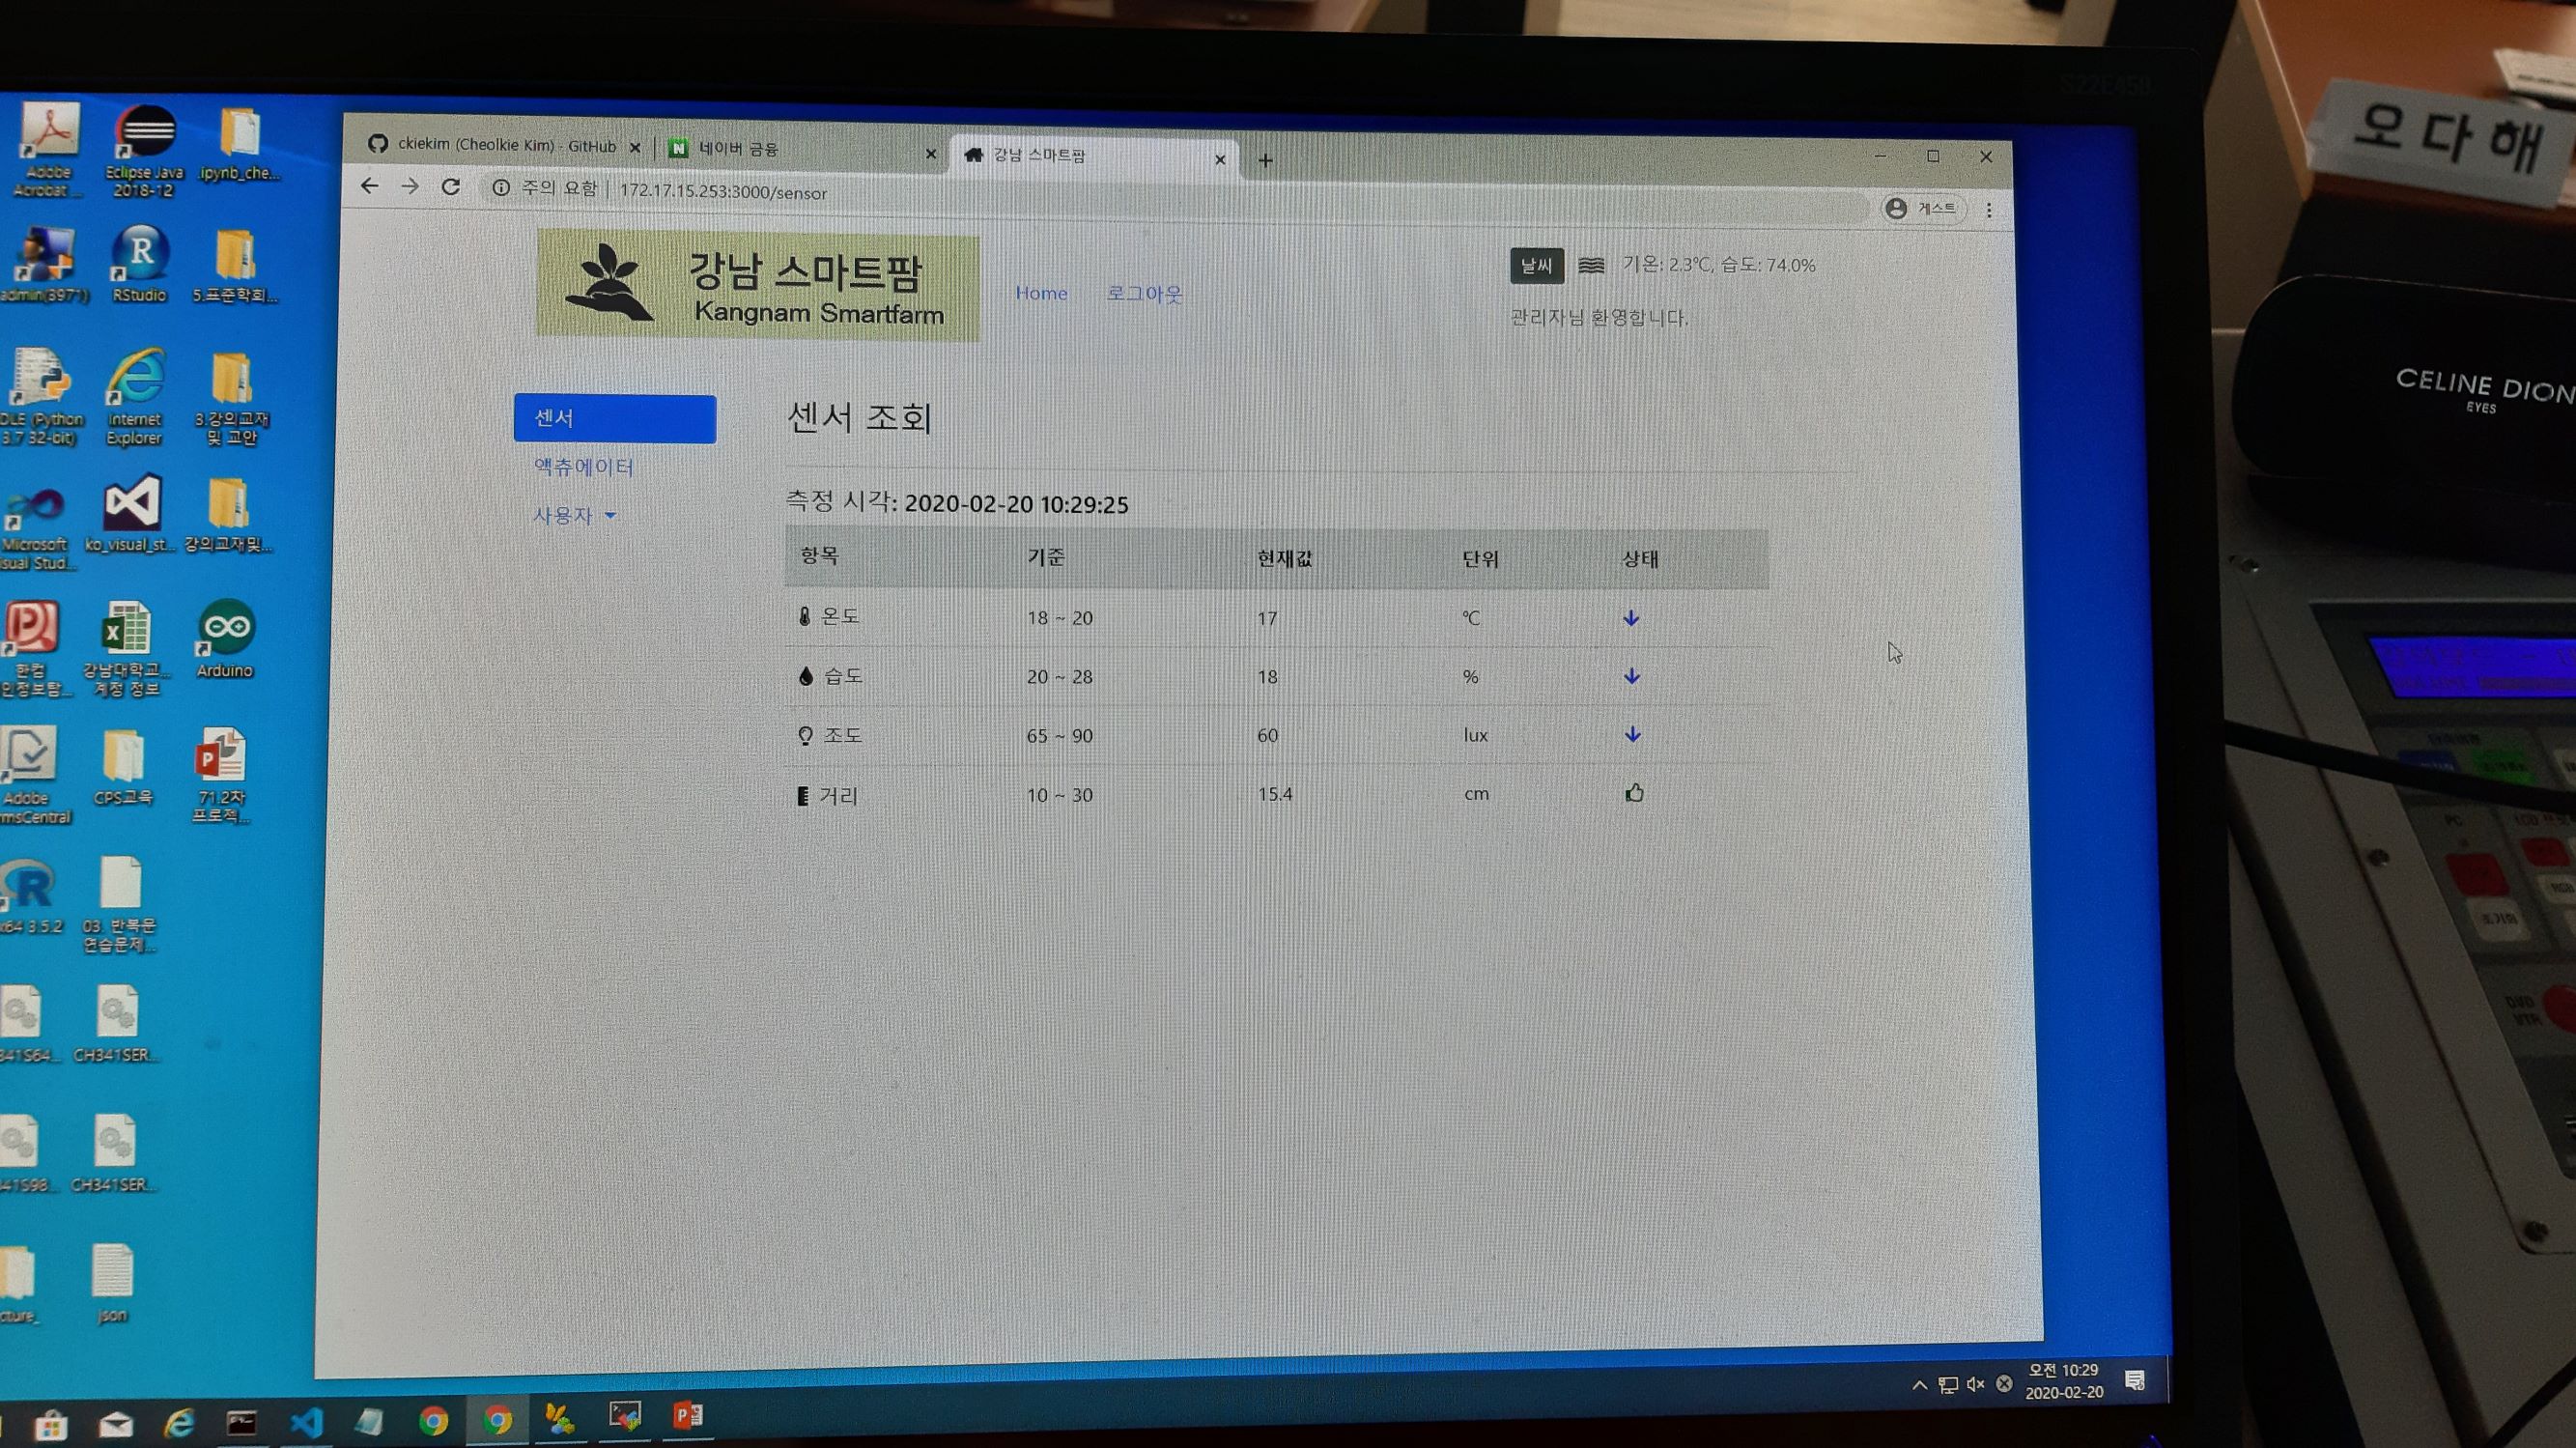 S22E450
오다해
CELINE DION
EYES
ckiekim (Cheolkie Kim) · GitHub
네이버 금융
강남 스마트팜
주의 요함 | 172.17.15.253:3000/sensor
게스트
강남 스마트팜
Kangnam Smartfarm
Home
로그아웃
날씨
기온: 2.3℃, 습도: 74.0%
관리자님 환영합니다.
센서
액츄에이터
사용자
센서 조회
측정 시각: 2020-02-20 10:29:25
항목 기준 현재값 단위 상태
온도 18 ~ 20 17 ℃
습도 20 ~ 28 18 %
조도 65 ~ 90 60 lux
거리 10 ~ 30 15.4 cm
Adobe
Acrobat ...
Eclipse Java
2018-12
.ipynb_che...
admin(3971)
RStudio
5.표준학회...
DLE (Python
3.7 32-bit)
Internet
Explorer
3.강의교재
및 교안
Microsoft
isual Stud...
ko_visual_st...
강의교재및...
한컴
인정보탐...
강남대학교...
계정 정보
Arduino
Adobe
rmsCentral
CPS교육
71.2차
프로젝...
x64 3.5.2
03. 반복문
연습문제...
341S64...
CH341SER...
341S98...
CH341SER...
cture_
json
오전 10:29
2020-02-20
PC
DVD
VTR